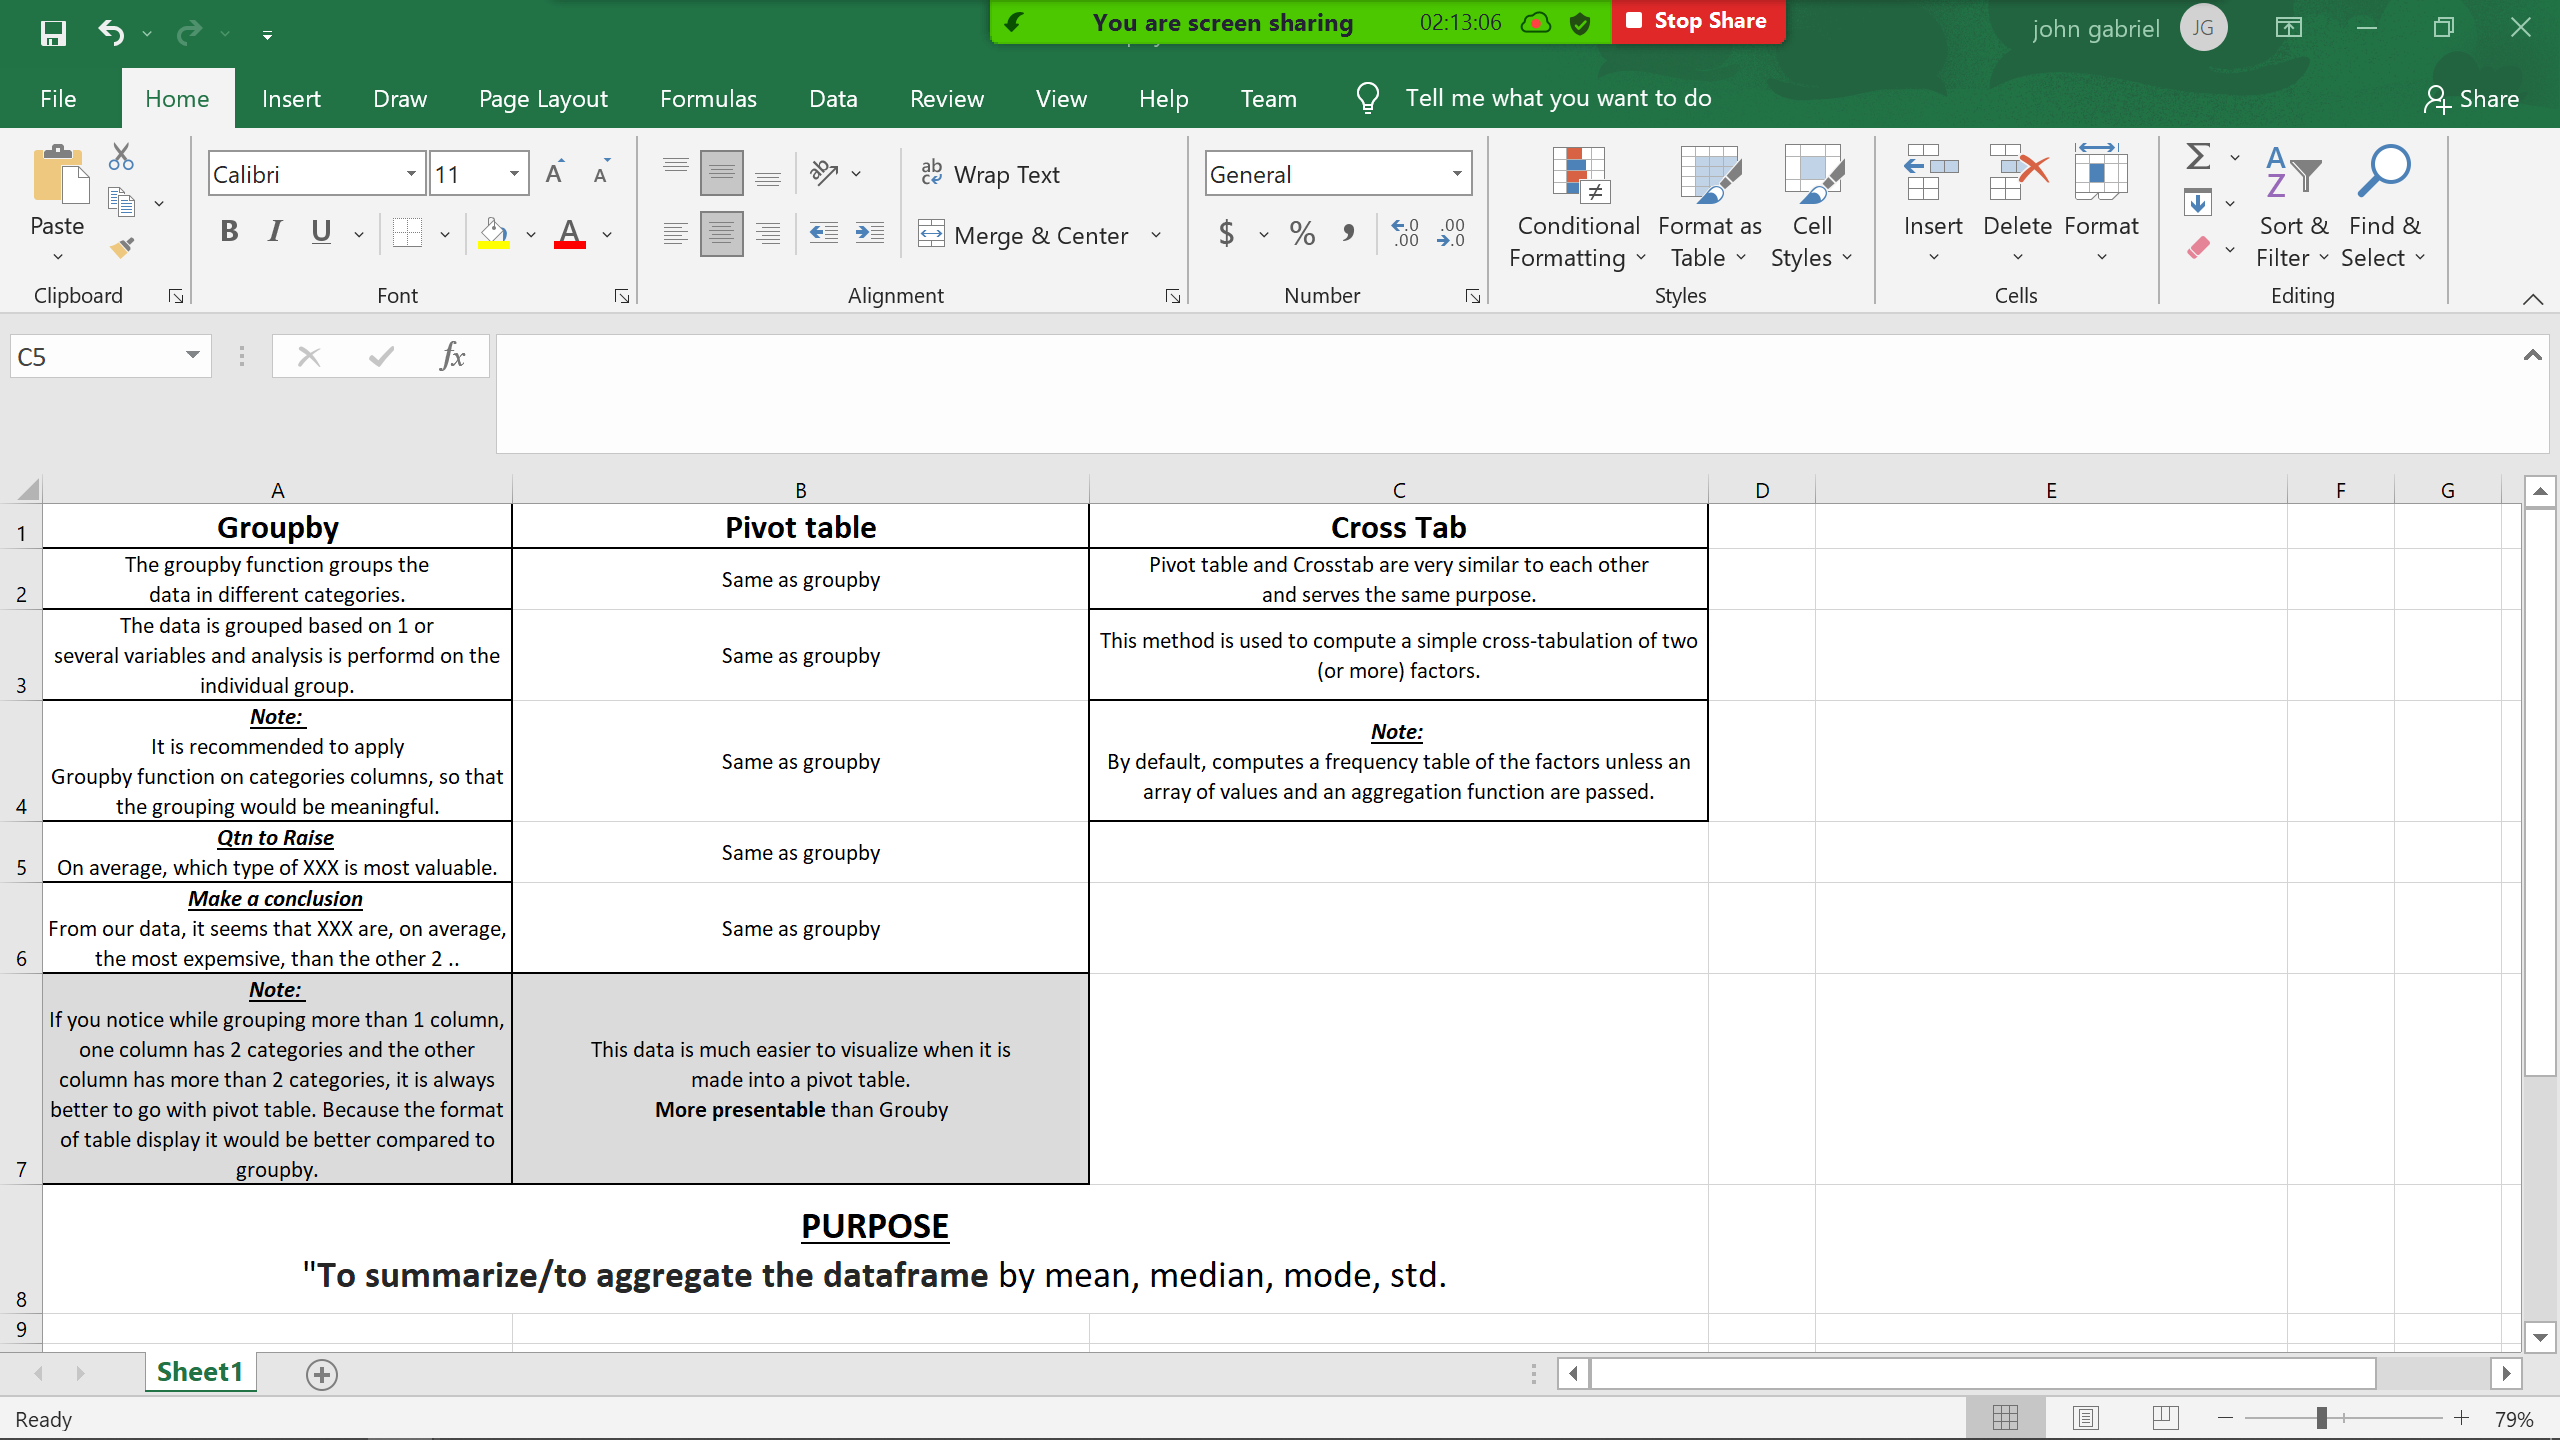 You are screen sharing 02:13:06 Stop Share
john gabriel JG
File Home Insert Draw Page Layout Formulas Data Review View Help Team Tell me what you want to do Share
Calibri 11 Wrap Text General
Paste B I U Merge & Center $ % Conditional Formatting Format as Table Cell Styles Insert Delete Format Sort & Filter Find & Select
Clipboard Font Alignment Number Styles Cells Editing
C5 fx
A B C D E F G
1 Groupby Pivot table Cross Tab
2
The groupby function groups the
data in different categories.
Same as groupby
Pivot table and Crosstab are very similar to each other
and serves the same purpose.
3
The data is grouped based on 1 or
several variables and analysis is performd on the
individual group.
Same as groupby
This method is used to compute a simple cross-tabulation of two
(or more) factors.
4
Note:
It is recommended to apply
Groupby function on categories columns, so that
the grouping would be meaningful.
Same as groupby
Note:
By default, computes a frequency table of the factors unless an
array of values and an aggregation function are passed.
5
Qtn to Raise
On average, which type of XXX is most valuable.
Same as groupby
6
Make a conclusion
From our data, it seems that XXX are, on average,
the most expemsive, than the other 2 ..
Same as groupby
7
Note:
If you notice while grouping more than 1 column,
one column has 2 categories and the other
column has more than 2 categories, it is always
better to go with pivot table. Because the format
of table display it would be better compared to
groupby.
This data is much easier to visualize when it is
made into a pivot table.
More presentable than Grouby
8
PURPOSE
"To summarize/to aggregate the dataframe by mean, median, mode, std.
9
Sheet1
Ready 79%